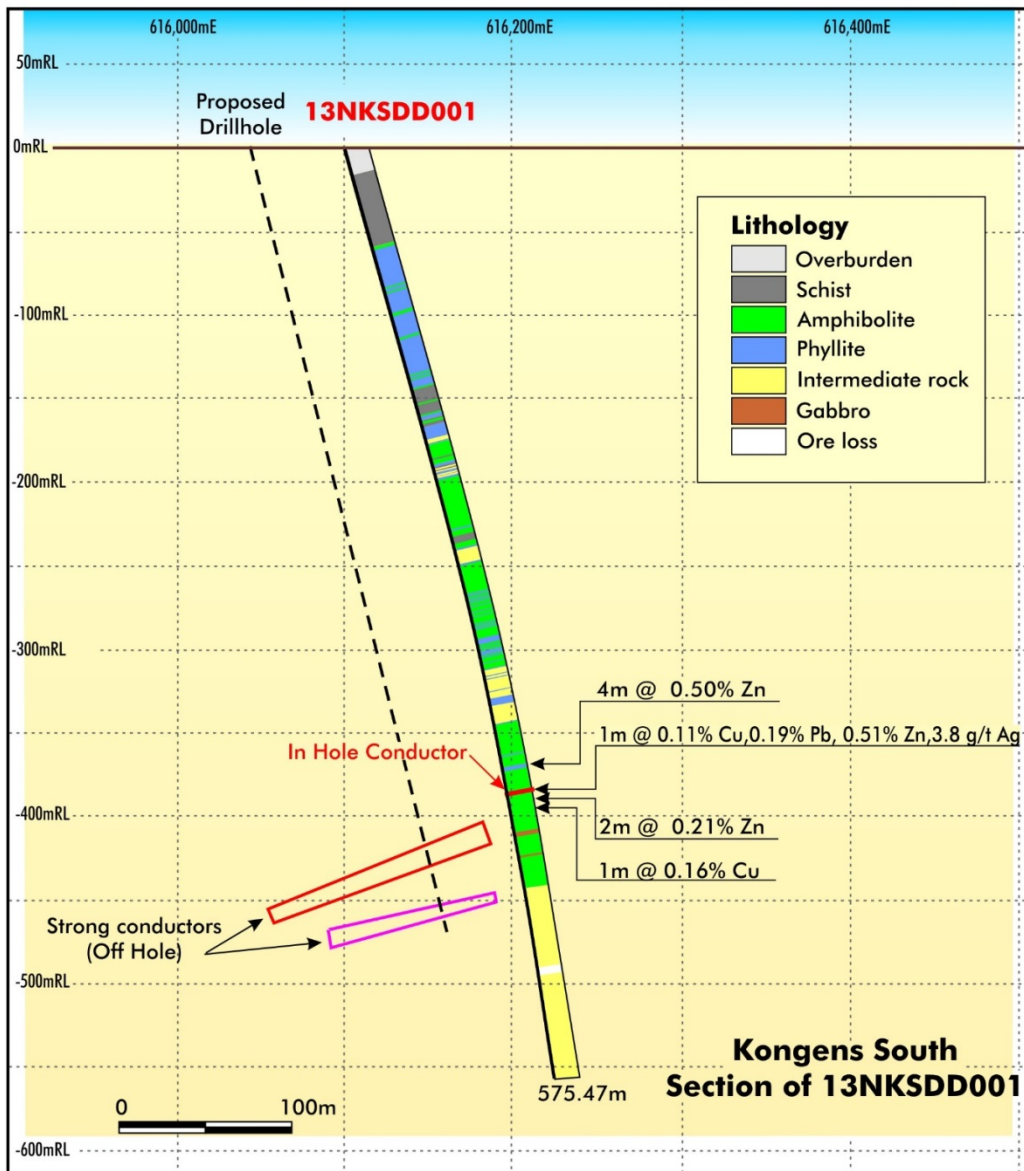 616,000mE
616,200mE
616,400mE
50mRL
Proposed
Drillhole
13NKSDD001
0mRL
Lithology
Overburden
Schist
Amphibolite
Phyllite
Intermediate rock
Gabbro
Ore loss
-100mRL
-200mRL
-300mRL
4m @ 0.50% Zn
1m @ 0.11% Cu,0.19% Pb, 0.51% Zn,3.8 g/t Ag
In Hole Conductor
-400mRL
2m @ 0.21% Zn
1m @ 0.16% Cu
Strong conductors
(Off Hole)
-500mRL
Kongens South
Section of 13NKSDD001
575.47m
0
100m
-600mRL